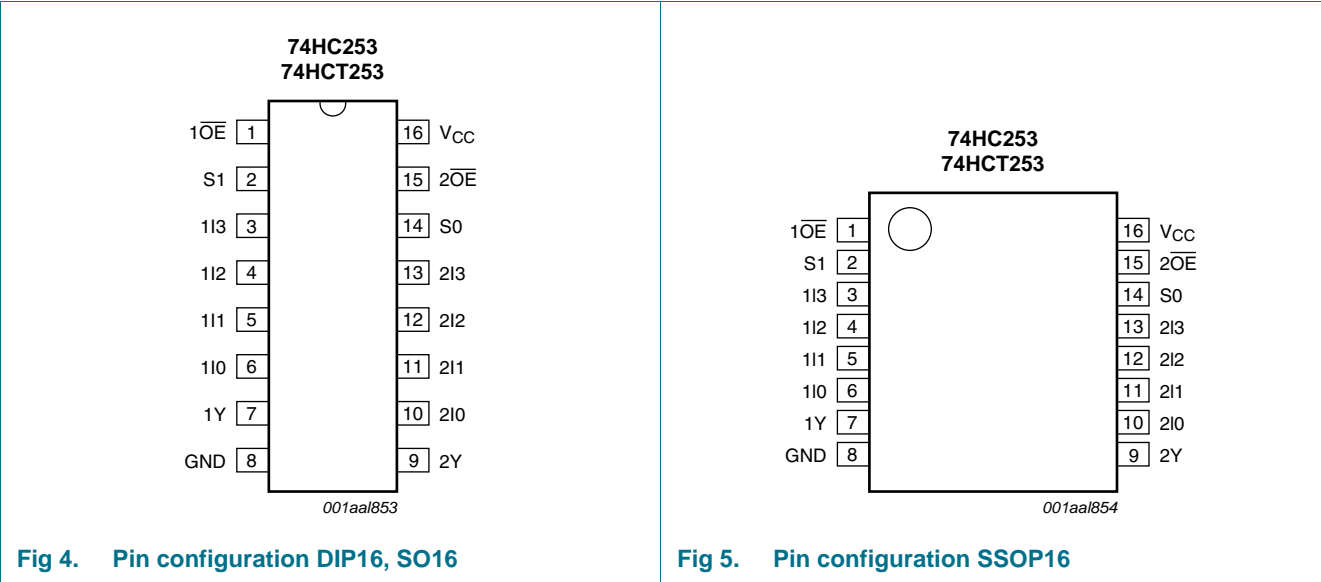 74HC253
74HCT253
1O̅E̅ 1 16 VCC
S1 2 15 2O̅E̅
1I3 3 14 S0
1I2 4 13 2I3
1I1 5 12 2I2
1I0 6 11 2I1
1Y 7 10 2I0
GND 8 9 2Y
001aal853
Fig 4. Pin configuration DIP16, SO16
74HC253
74HCT253
1O̅E̅ 1 16 VCC
S1 2 15 2O̅E̅
1I3 3 14 S0
1I2 4 13 2I3
1I1 5 12 2I2
1I0 6 11 2I1
1Y 7 10 2I0
GND 8 9 2Y
001aal854
Fig 5. Pin configuration SSOP16